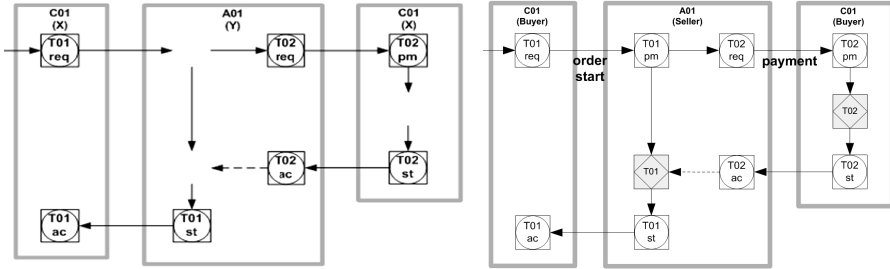 C01
(X)
A01
(Y)
C01
(X)
T01
req
T02
req
T02
pm
T02
ac
T02
st
T01
ac
T01
st
C01
(Buyer)
A01
(Seller)
C01
(Buyer)
T01
req
order
start
T01
pm
T02
req
payment
T02
pm
T02
T01
T02
ac
T02
st
T01
ac
T01
st